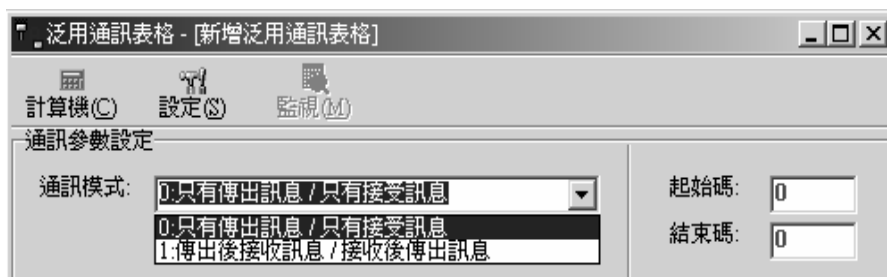 泛用通訊表格 - [新增泛用通訊表格]
計算機(C) 設定(S) 監視(M)
通訊參數設定
通訊模式: 0:只有傳出訊息 / 只有接受訊息
0:只有傳出訊息 / 只有接受訊息
1:傳出後接收訊息 / 接收後傳出訊息
起始碼: 0
結束碼: 0